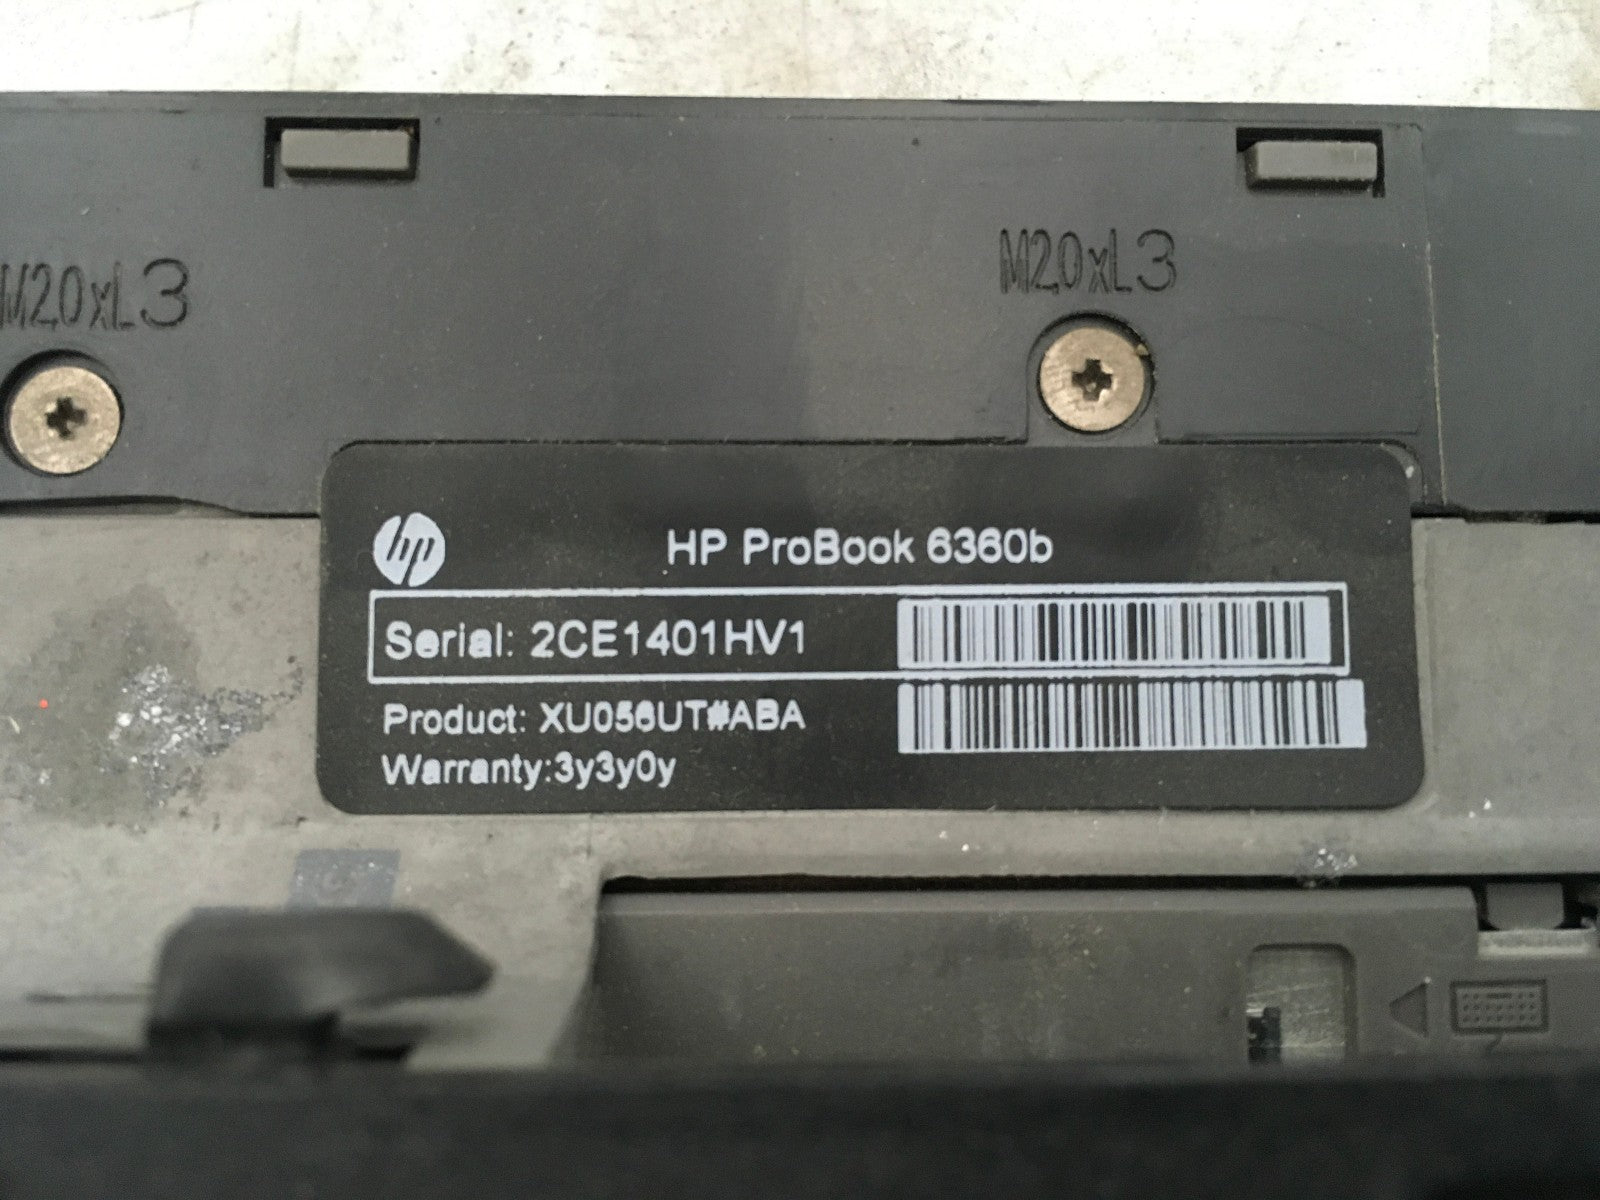 M2.0xL3
M2.0xL3
hp
HP ProBook 6360b
Serial: 2CE1401HV1
Product: XU056UT#ABA
Warranty:3y3y0y